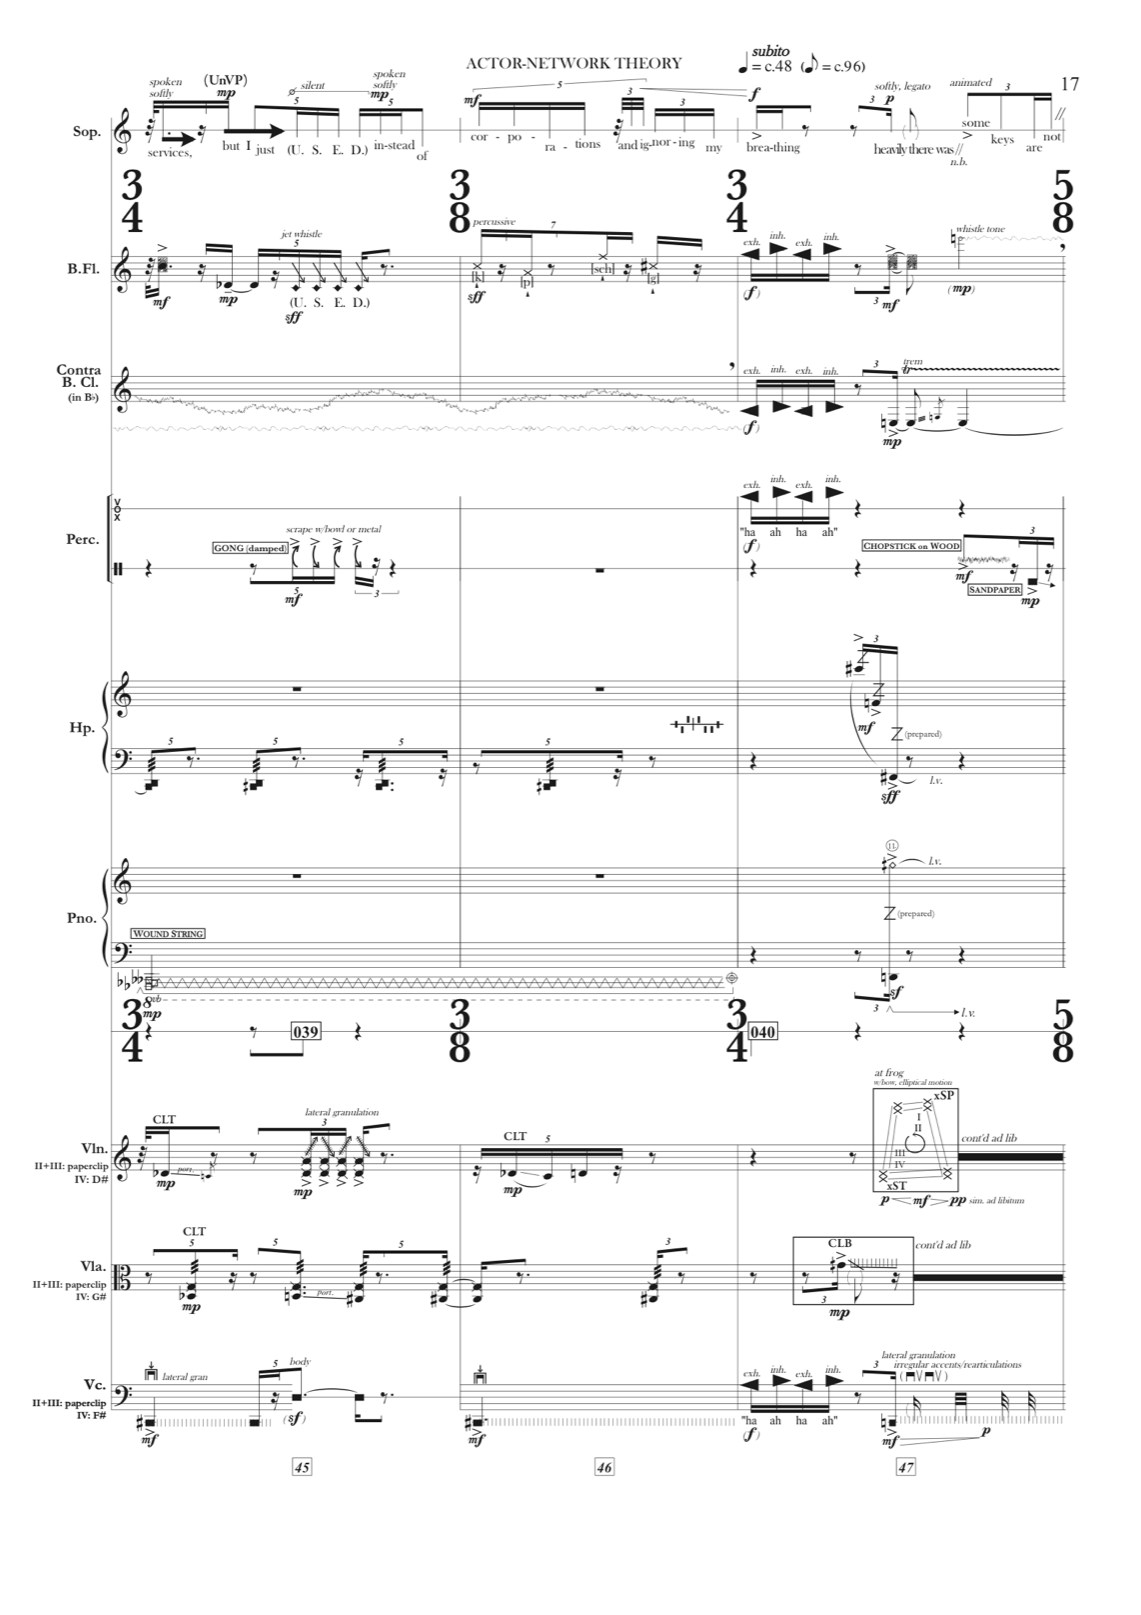 ACTOR-NETWORK THEORY
subito
= c.48 ( = c.96)
17
spoken
softly
(UnVP)
mp
silent
5
spoken
softly
mp
5
mf
5
3
3
f
3
softly, legato
p
animated
3
Sop.
services,
but I just (U. S. E. D.) in-stead of
cor - po - ra - tions and ig-nor-ing my
brea-thing
heavily there was //
n.b.
some keys are not //
3
4
3
8
3
4
5
8
B.Fl.
mf
mp
jet whistle
5
(U. S. E. D.)
sff
percussive
7
[k]
[p]
[sch]
[g]
sff
exh. inh. exh. inh.
(f)
3
mf
whistle tone
(mp)
Contra
B. Cl.
(in B♭)
exh. inh. exh. inh.
(f)
3
mp
trem
tr
Perc.
VOX
exh. inh. exh. inh.
"ha ah ha ah"
(f)
GONG (damped)
scrape w/bowl or metal
5
mf
3
CHOPSTICK on WOOD
mf
3
SANDPAPER
mp
Hp.
5
5
5
5
3
mf
(prepared)
sff
l.v.
Pno.
WOUND STRING
8vb
mp
11.
l.v.
(prepared)
sf
3
l.v.
3
4
039
3
8
3
4
040
5
8
Vln.
II+III: paperclip
IV: D#
CLT
mp
port.
lateral granulation
3
mp
CLT
5
mp
at frog
w/bow, elliptical motion
xSP
I
II
III
IV
xST
p mf pp sim. ad libitum
cont'd ad lib
Vla.
II+III: paperclip
IV: G#
CLT
5
mp
5
port.
5
3
CLB
3
mp
cont'd ad lib
Vc.
II+III: paperclip
IV: F#
lateral gran
mf
5
body
(sf)
mf
exh. inh. exh. inh.
"ha ah ha ah"
(f)
3
lateral granulation
irregular accents/rearticulations
mf
p
45
46
47